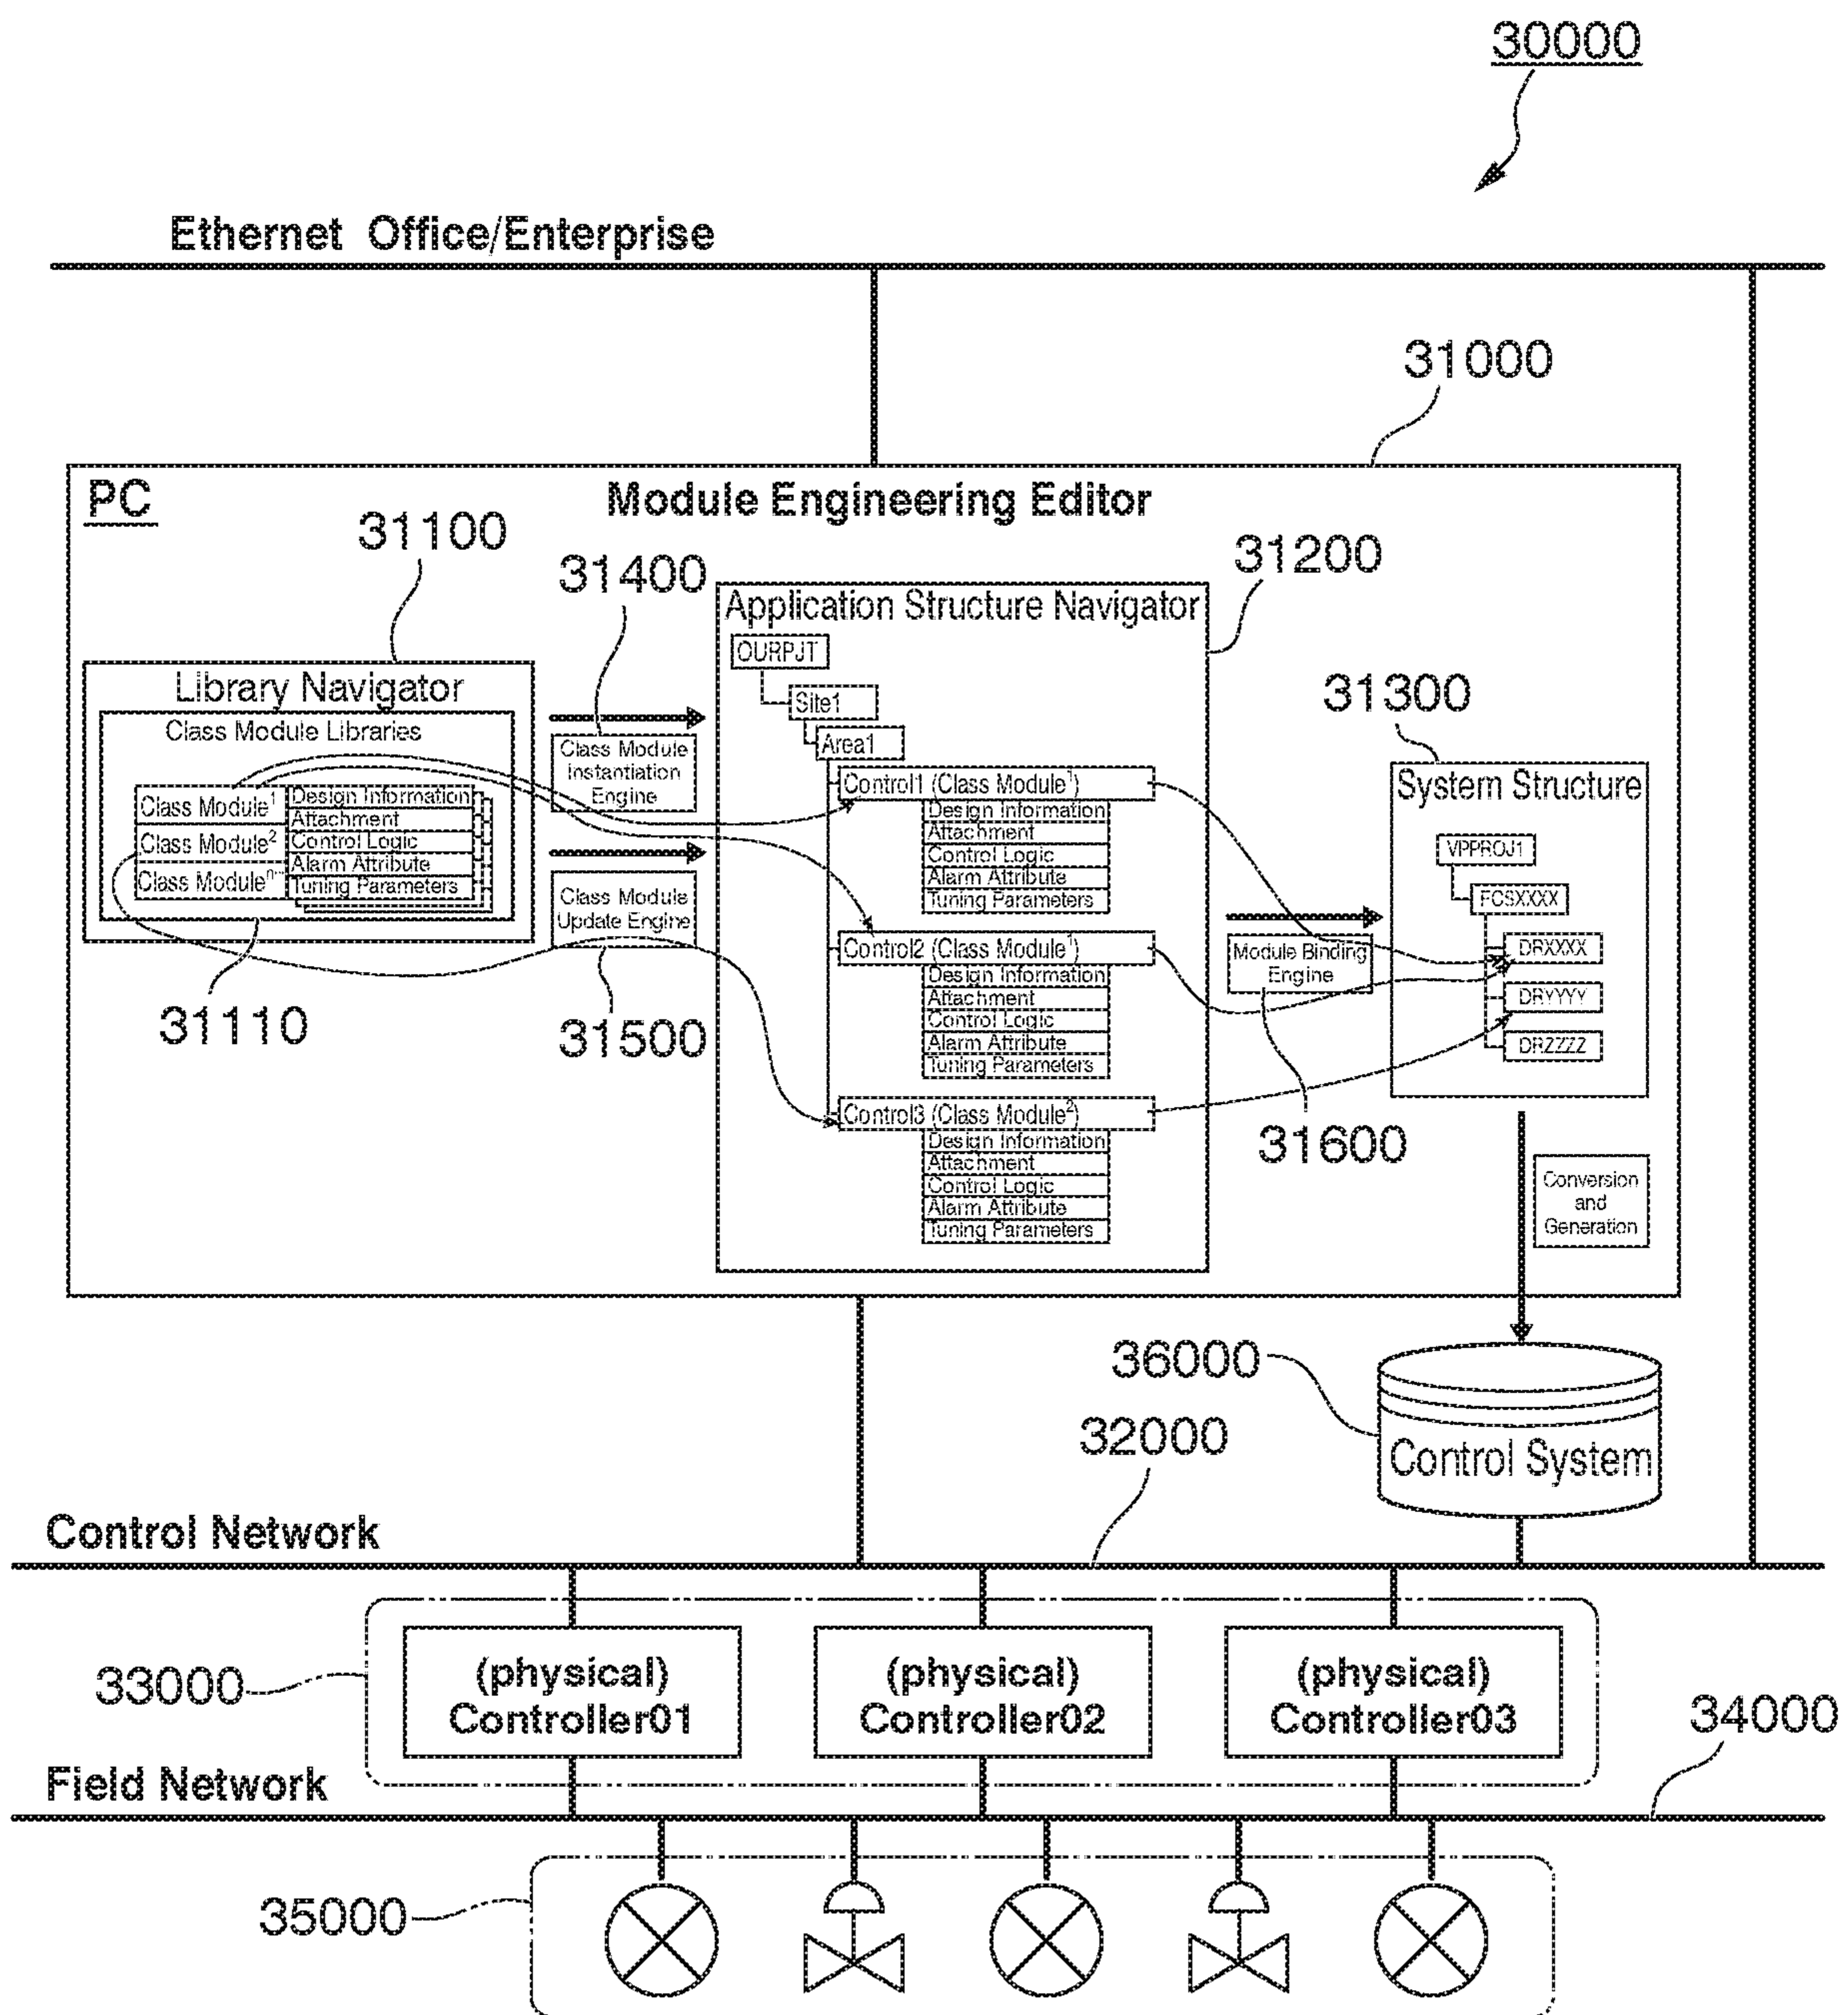 30000
Ethernet Office/Enterprise
31000
PC
Module Engineering Editor
31100
31400
31200
Application Structure Navigator
OURPJT
Site1
Area1
Library Navigator
Class Module Libraries
Class Module1
Class Module2
Class Modulen...
Design Information
Attachment
Control Logic
Alarm Attribute
Tuning Parameters
31110
Class Module
Instantiation
Engine
Class Module
Update Engine
31500
Control1 (Class Module1)
Design Information
Attachment
Control Logic
Alarm Attribute
Tuning Parameters
Control2 (Class Module1)
Design Information
Attachment
Control Logic
Alarm Attribute
Tuning Parameters
Control3 (Class Module2)
Design Information
Attachment
Control Logic
Alarm Attribute
Tuning Parameters
Module Binding
Engine
31600
31300
System Structure
VPPROJ1
FCSXXXX
DRXXXX
DRYYYY
DRZZZZ
Conversion
and
Generation
36000
Control System
32000
Control Network
33000
(physical)
Controller01
(physical)
Controller02
(physical)
Controller03
34000
Field Network
35000